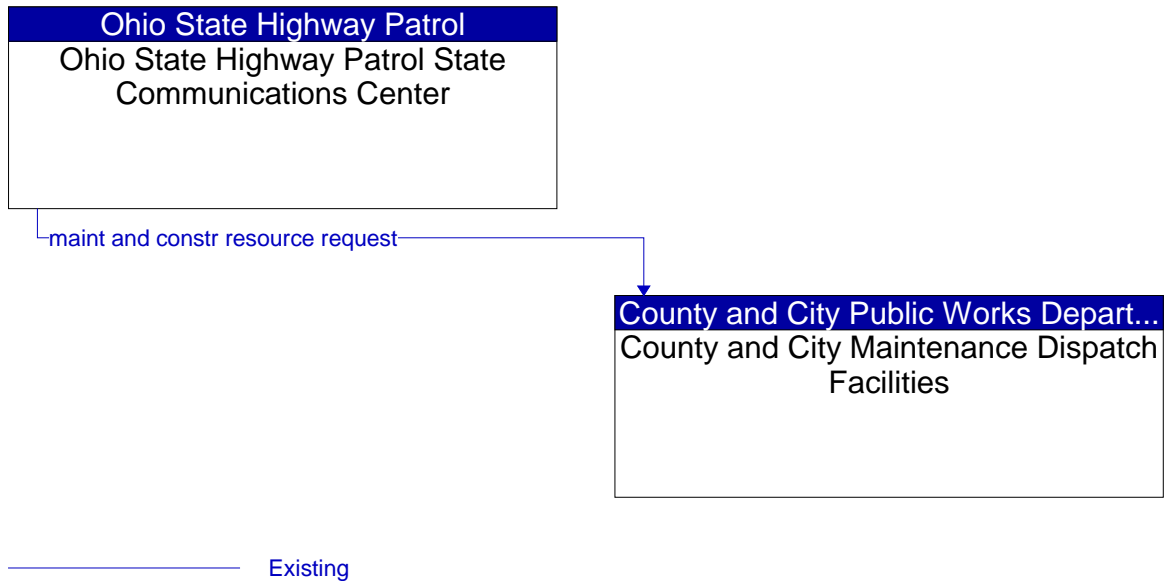 Ohio State Highway Patrol
Ohio State Highway Patrol State
Communications Center
maint and constr resource request
County and City Public Works Depart...
County and City Maintenance Dispatch
Facilities
Existing